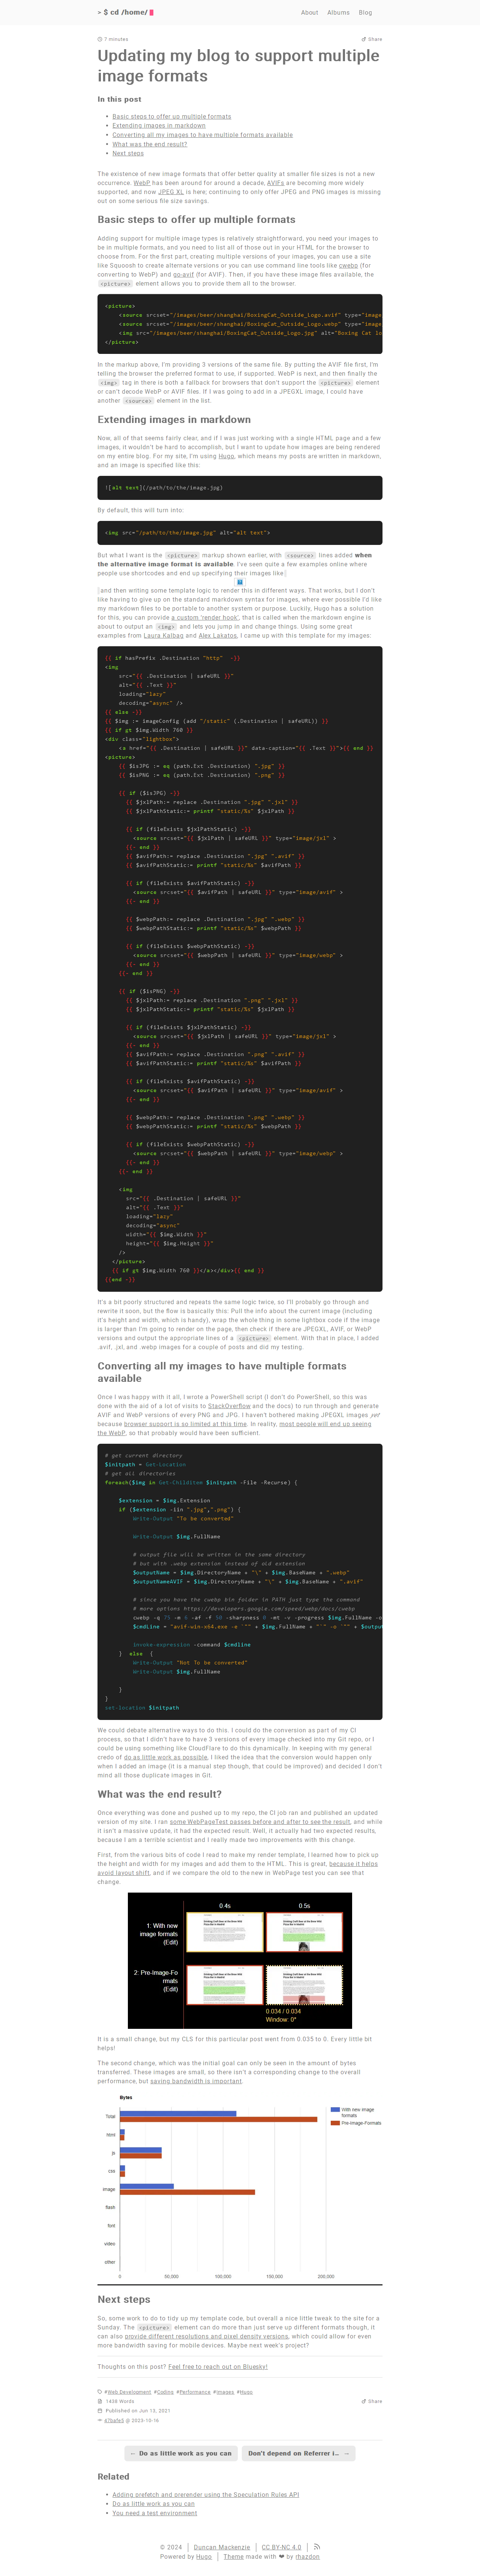 > $ cd /home/
About Albums Blog
7 minutes
Share
Updating my blog to support multiple
image formats
In this post
Basic steps to offer up multiple formats
Extending images in markdown
Converting all my images to have multiple formats available
What was the end result?
Next steps
The existence of new image formats that offer better quality at smaller file sizes is not a new
occurrence. WebP has been around for around a decade, AVIFs are becoming more widely
supported, and now JPEG XL is here; continuing to only offer JPEG and PNG images is missing
out on some serious file size savings.
Basic steps to offer up multiple formats
Adding support for multiple image types is relatively straightforward, you need your images to
be in multiple formats, and you need to list all of those out in your HTML for the browser to
choose from. For the first part, creating multiple versions of your images, you can use a site
like Squoosh to create alternate versions or you can use command line tools like cwebp (for
converting to WebP) and go-avif (for AVIF). Then, if you have these image files available, the
<picture> element allows you to provide them all to the browser.
<picture>
<source srcset="/images/beer/shanghai/BoxingCat_Outside_Logo.avif" type="image
<source srcset="/images/beer/shanghai/BoxingCat_Outside_Logo.webp" type="image
<img src="/images/beer/shanghai/BoxingCat_Outside_Logo.jpg" alt="Boxing Cat lo
</picture>
In the markup above, I'm providing 3 versions of the same file. By putting the AVIF file first, I'm
telling the browser the preferred format to use, if supported. WebP is next, and then finally the
<img> tag in there is both a fallback for browsers that don't support the <picture> element
or can't decode WebP or AVIF files. If I was going to add in a JPEGXL image, I could have
another <source> element in the list.
Extending images in markdown
Now, all of that seems fairly clear, and if I was just working with a single HTML page and a few
images, it wouldn't be hard to accomplish, but I want to update how images are being rendered
on my entire blog. For my site, I'm using Hugo, which means my posts are written in markdown,
and an image is specified like this:
![alt text](/path/to/the/image.jpg)
By default, this will turn into:
<img src="/path/to/the/image.jpg" alt="alt text">
But what I want is the <picture> markup shown earlier, with <source> lines added when
the alternative image format is available. I've seen quite a few examples online where
people use shortcodes and end up specifying their images like
and then writing some template logic to render this in different ways. That works, but I don't
like having to give up on the standard markdown syntax for images, whenever ever possible I'd like
my markdown files to be portable to another system or purpose. Luckily, Hugo has a solution
for this, you can provide a custom 'render hook', that is called when the markdown engine is
about to output an <img> and lets you jump in and change things. Using some great
examples from Laura Kalbag and Alex Lakatos, I came up with this template for my images:
{{ if hasPrefix .Destination "http" -}}
<img
src="{{ .Destination | safeURL }}"
alt="{{ .Text }}"
loading="lazy"
decoding="async" />
{{ else -}}
{{ $img := imageConfig (add "/static" (.Destination | safeURL)) }}
{{ if gt $img.Width 760 }}
<div class="lightbox">
<a href="{{ .Destination | safeURL }}" data-caption="{{ .Text }}">{{ end }}
<picture>
{{ $isJPG := eq (path.Ext .Destination) ".jpg" }}
{{ $isPNG := eq (path.Ext .Destination) ".png" }}
{{ if ($isJPG) -}}
{{ $jxlPath:= replace .Destination ".jpg" ".jxl" }}
{{ $jxlPathStatic:= printf "static/%s" $jxlPath }}
{{ if (fileExists $jxlPathStatic) -}}
<source srcset="{{ $jxlPath | safeURL }}" type="image/jxl" >
{{- end }}
{{ $avifPath:= replace .Destination ".jpg" ".avif" }}
{{ $avifPathStatic:= printf "static/%s" $avifPath }}
{{ if (fileExists $avifPathStatic) -}}
<source srcset="{{ $avifPath | safeURL }}" type="image/avif" >
{{- end }}
{{ $webpPath:= replace .Destination ".jpg" ".webp" }}
{{ $webpPathStatic:= printf "static/%s" $webpPath }}
{{ if (fileExists $webpPathStatic) -}}
<source srcset="{{ $webpPath | safeURL }}" type="image/webp" >
{{- end }}
{{- end }}
{{ if ($isPNG) -}}
{{ $jxlPath:= replace .Destination ".png" ".jxl" }}
{{ $jxlPathStatic:= printf "static/%s" $jxlPath }}
{{ if (fileExists $jxlPathStatic) -}}
<source srcset="{{ $jxlPath | safeURL }}" type="image/jxl" >
{{- end }}
{{ $avifPath:= replace .Destination ".png" ".avif" }}
{{ $avifPathStatic:= printf "static/%s" $avifPath }}
{{ if (fileExists $avifPathStatic) -}}
<source srcset="{{ $avifPath | safeURL }}" type="image/avif" >
{{- end }}
{{ $webpPath:= replace .Destination ".png" ".webp" }}
{{ $webpPathStatic:= printf "static/%s" $webpPath }}
{{ if (fileExists $webpPathStatic) -}}
<source srcset="{{ $webpPath | safeURL }}" type="image/webp" >
{{- end }}
{{- end }}
<img
src="{{ .Destination | safeURL }}"
alt="{{ .Text }}"
loading="lazy"
decoding="async"
width="{{ $img.Width }}"
height="{{ $img.Height }}"
/>
</picture>
{{ if gt $img.Width 760 }}</a></div>{{ end }}
{{end -}}
It's a bit poorly structured and repeats the same logic twice, so I'll probably go through and
rewrite it soon, but the flow is basically this: Pull the info about the current image (including
it's height and width, which is handy), wrap the whole thing in some lightbox code if the image
is larger than I'm going to render on the page, then check if there are JPEGXL, AVIF, or WebP
versions and output the appropriate lines of a <picture> element. With that in place, I added
.avif, .jxl, and .webp images for a couple of posts and did my testing.
Converting all my images to have multiple formats
available
Once I was happy with it all, I wrote a PowerShell script (I don't do PowerShell, so this was
done with the aid of a lot of visits to StackOverflow and the docs) to run through and generate
AVIF and WebP versions of every PNG and JPG. I haven't bothered making JPEGXL images yet
because browser support is so limited at this time. In reality, most people will end up seeing
the WebP, so that probably would have been sufficient.
# get current directory
$initpath = Get-Location
# get all directories
foreach($img in Get-Childitem $initpath -File -Recurse) {
$extension = $img.Extension
if ($extension -iin ".jpg",".png") {
Write-Output "To be converted"
Write-Output $img.FullName
# output file will be written in the same directory
# but with .webp extension instead of old extension
$outputName = $img.DirectoryName + "\" + $img.BaseName + ".webp"
$outputNameAVIF = $img.DirectoryName + "\" + $img.BaseName + ".avif"
# since you have the cwebp bin folder in PATH just type the command
# more options https://developers.google.com/speed/webp/docs/cwebp
cwebp -q 75 -m 6 -af -f 50 -sharpness 0 -mt -v -progress $img.FullName -o
$cmdLine = "avif-win-x64.exe -e `"" + $img.FullName + "`" -o `"" + $outpu
invoke-expression -command $cmdline
} else {
Write-Output "Not To be converted"
Write-Output $img.FullName
}
}
set-location $initpath
We could debate alternative ways to do this. I could do the conversion as part of my CI
process, so that I didn't have to have 3 versions of every image checked into my Git repo, or I
could be using something like Cloudflare to do this dynamically. In keeping with my general
credo of do as little work as possible, I liked the idea that the conversion would happen only
when I added an image (it is a manual step though, that could be improved) and decided I don't
mind all those duplicate images in Git.
What was the end result?
Once everything was done and pushed up to my repo, the CI job ran and published an updated
version of my site. I ran some WebPageTest passes before and after to see the result, and while
it isn't a massive update, it had the expected result. Well, it actually had two expected results,
because I am a terrible scientist and I really made two improvements with this change.
First, from the various bits of code I read to make my render template, I learned how to pick up
the height and width for my images and add them to the HTML. This is great, because it helps
avoid layout shift, and if we compare the old to the new in WebPage test you can see that
change.
0.4s 0.5s
1: With new
image formats
(Edit)
2: Pre-Image-Fo
rmats
(Edit)
0.034 / 0.034
Window: 0*
It is a small change, but my CLS for this particular post went from 0.035 to 0. Every little bit
helps!
The second change, which was the initial goal can only be seen in the amount of bytes
transferred. These images are small, so there isn't a corresponding change to the overall
performance, but saving bandwidth is important.
Bytes
With new image
formats
Pre-Image-Formats
Total
html
js
css
image
flash
font
video
other
0 50,000 100,000 150,000 200,000
Next steps
So, some work to do to tidy up my template code, but overall a nice little tweak to the site for a
Sunday. The <picture> element can do more than just serve up different formats though, it
can also provide different resolutions and pixel density versions, which could allow for even
more bandwidth saving for mobile devices. Maybe next week's project?
Thoughts on this post? Feel free to reach out on Bluesky!
#Web Development #Coding #Performance #Images #Hugo
1438 Words
Share
Published on Jun 13, 2021
a7bafe3 @ 2023-10-16
← Do as little work as you can
Don't depend on Referrer i... →
Related
Adding prefetch and prerender using the Speculation Rules API
Do as little work as you can
You need a test environment
© 2024 | Duncan Mackenzie | CC BY-NC 4.0
Powered by Hugo | Theme made with ❤ by rhazdon